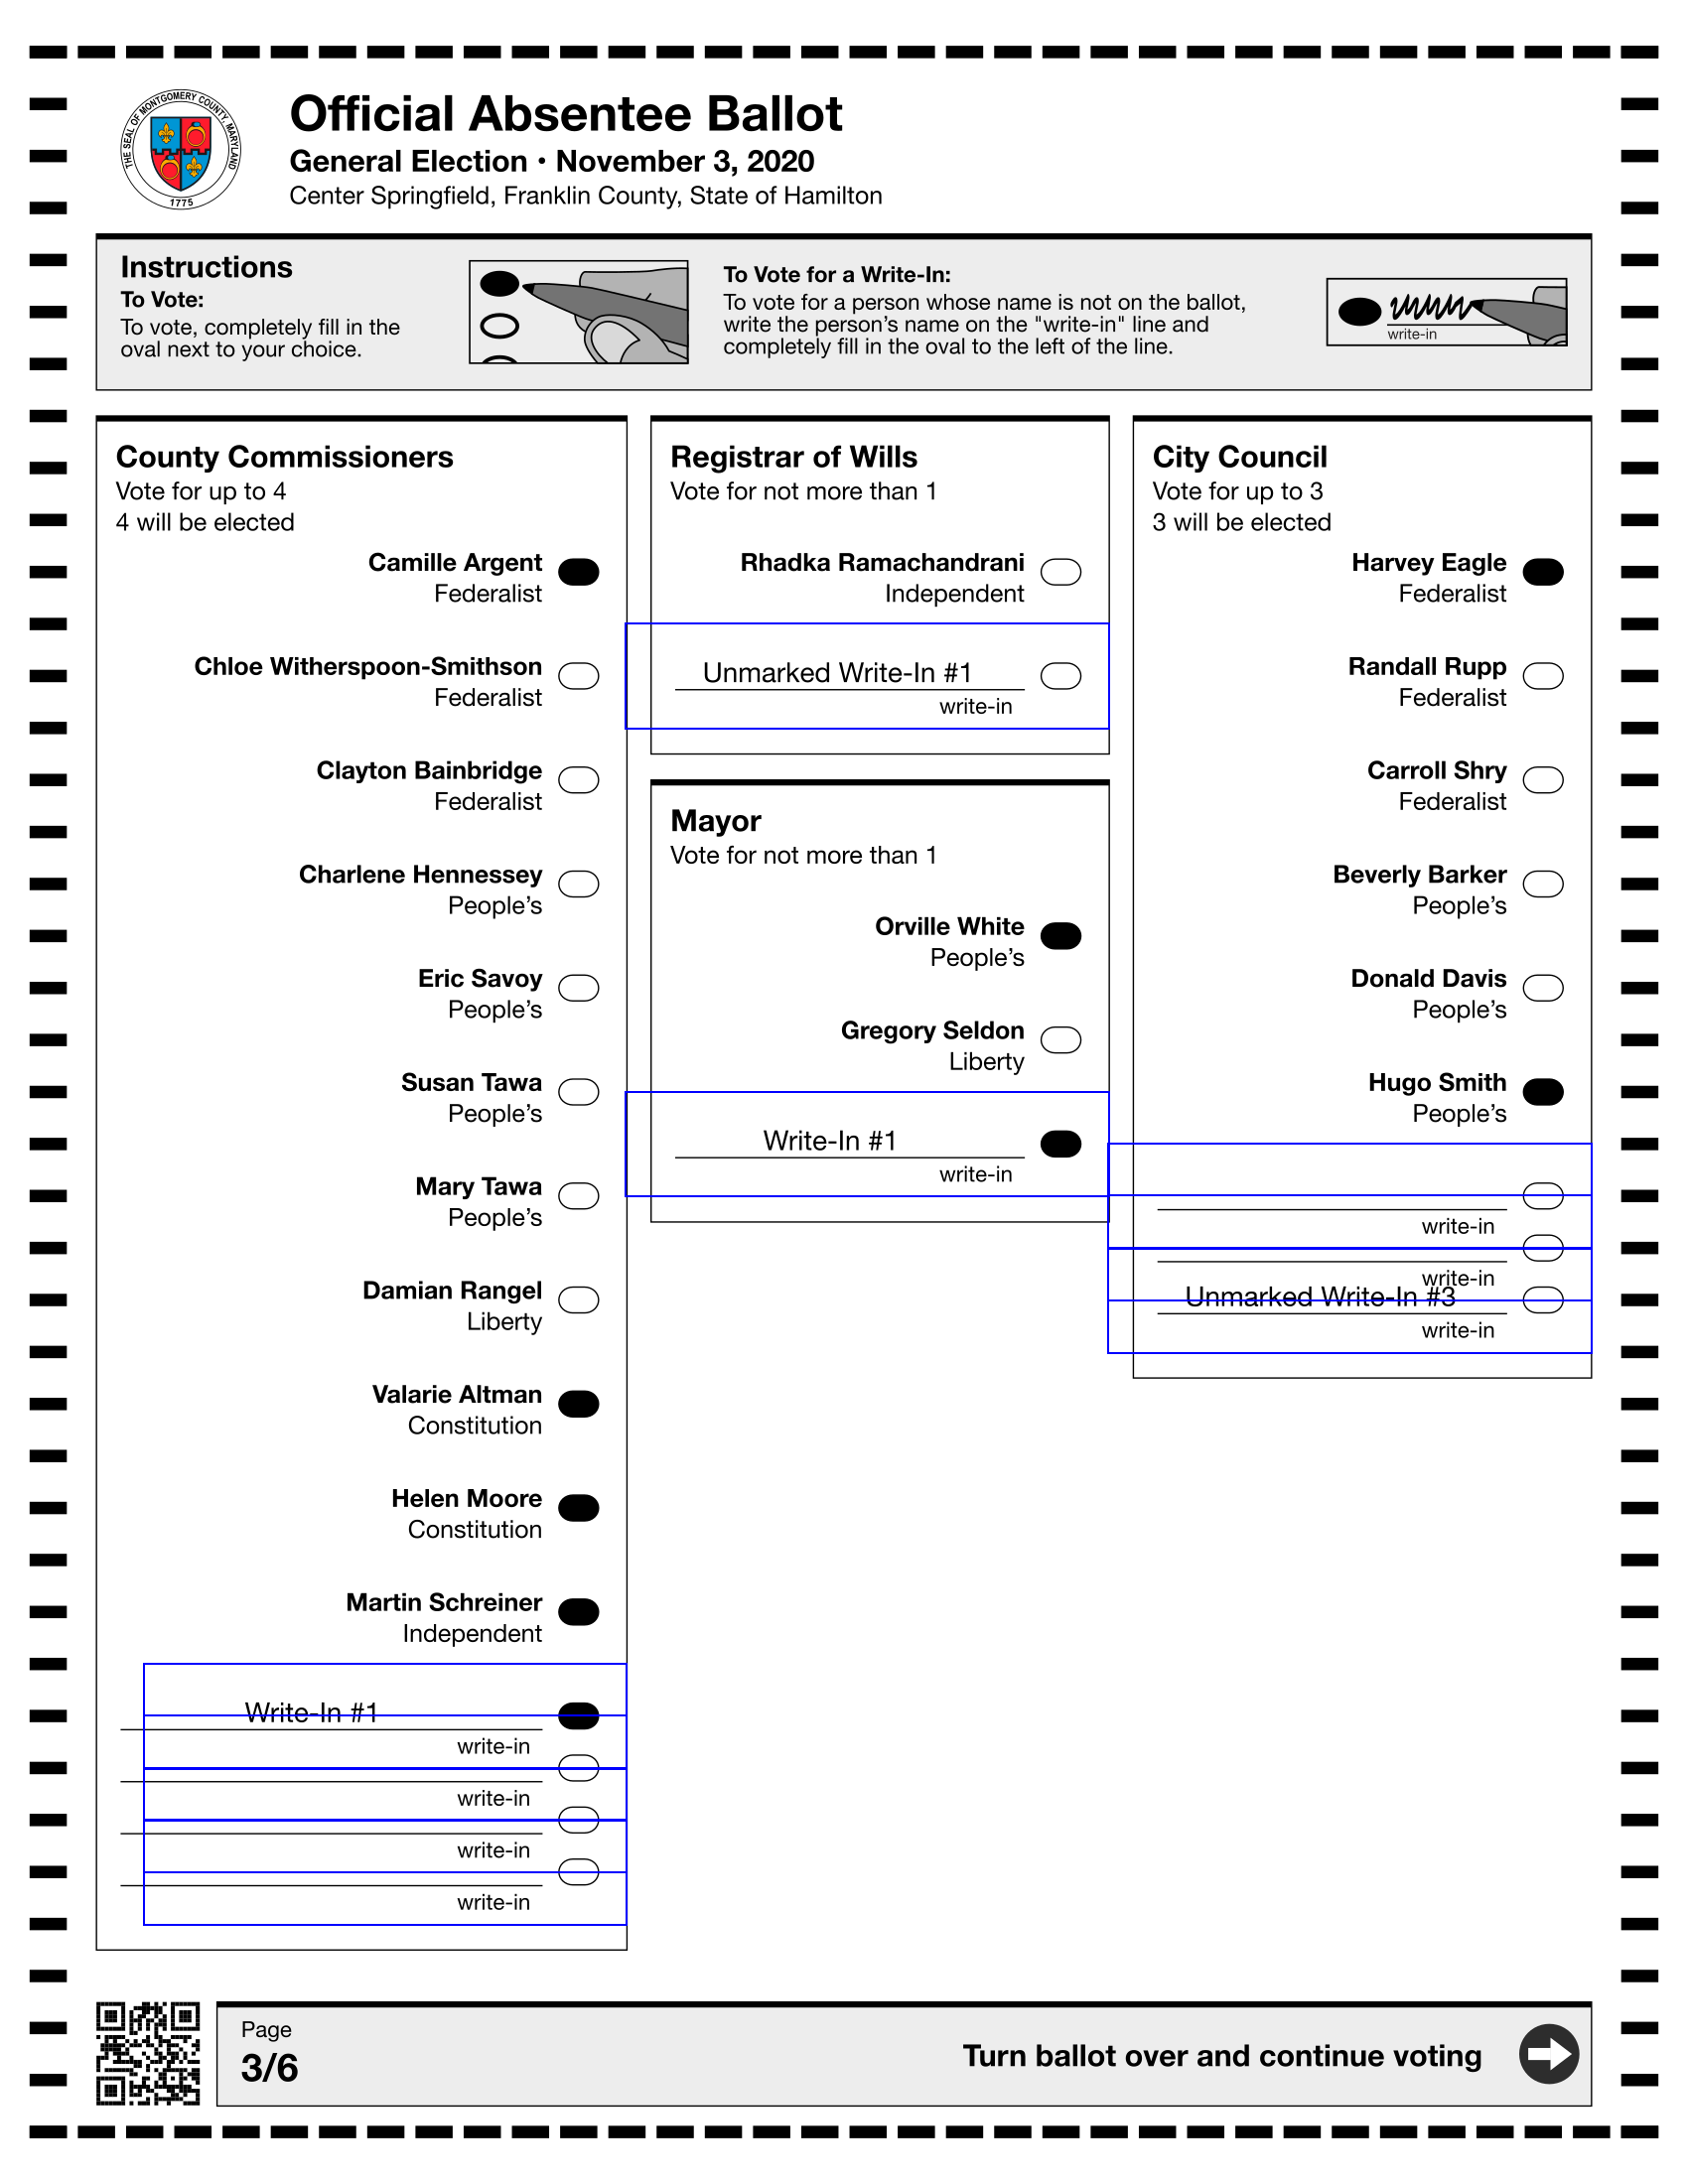 THE SEAL OF MONTGOMERY COUNTY, MARYLAND
1775
Official Absentee Ballot
General Election • November 3, 2020
Center Springfield, Franklin County, State of Hamilton
Instructions
To Vote:
To vote, completely fill in the
oval next to your choice.
To Vote for a Write-In:
To vote for a person whose name is not on the ballot,
write the person's name on the "write-in" line and
completely fill in the oval to the left of the line.
write-in
County Commissioners
Vote for up to 4
4 will be elected
Camille Argent
Federalist
Chloe Witherspoon-Smithson
Federalist
Clayton Bainbridge
Federalist
Charlene Hennessey
People's
Eric Savoy
People's
Susan Tawa
People's
Mary Tawa
People's
Damian Rangel
Liberty
Valarie Altman
Constitution
Helen Moore
Constitution
Martin Schreiner
Independent
Write-In #1
write-in
write-in
write-in
write-in
Registrar of Wills
Vote for not more than 1
Rhadka Ramachandrani
Independent
Unmarked Write-In #1
write-in
Mayor
Vote for not more than 1
Orville White
People's
Gregory Seldon
Liberty
Write-In #1
write-in
City Council
Vote for up to 3
3 will be elected
Harvey Eagle
Federalist
Randall Rupp
Federalist
Carroll Shry
Federalist
Beverly Barker
People's
Donald Davis
People's
Hugo Smith
People's
write-in
write-in
Unmarked Write-In #3
write-in
Page
3/6
Turn ballot over and continue voting